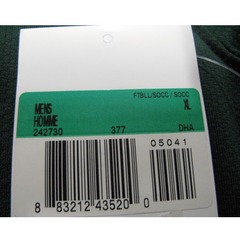 FTBLL/SOCC / SOCC
MENS XL
HOMME
242730 377 DHA
05041
8 83212 43520 0